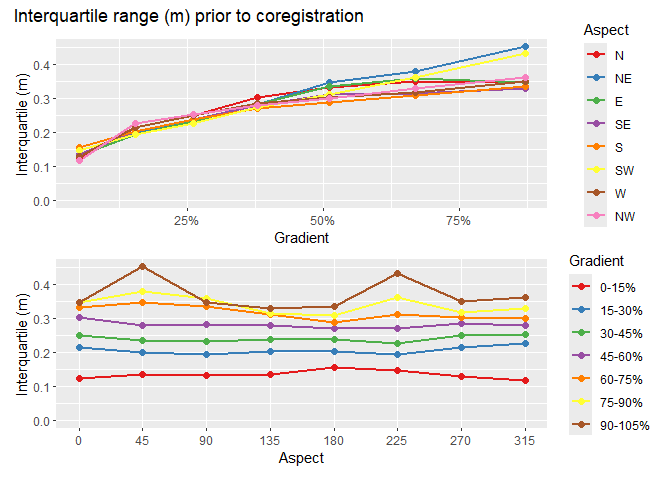 Interquartile range (m) prior to coregistration
Interquartile (m)
0.4
0.3
0.2
0.1
0.0
25%
50%
75%
Gradient
Aspect
N
NE
E
SE
S
SW
W
NW
Interquartile (m)
0.4
0.3
0.2
0.1
0.0
0
45
90
135
180
225
270
315
Aspect
Gradient
0-15%
15-30%
30-45%
45-60%
60-75%
75-90%
90-105%